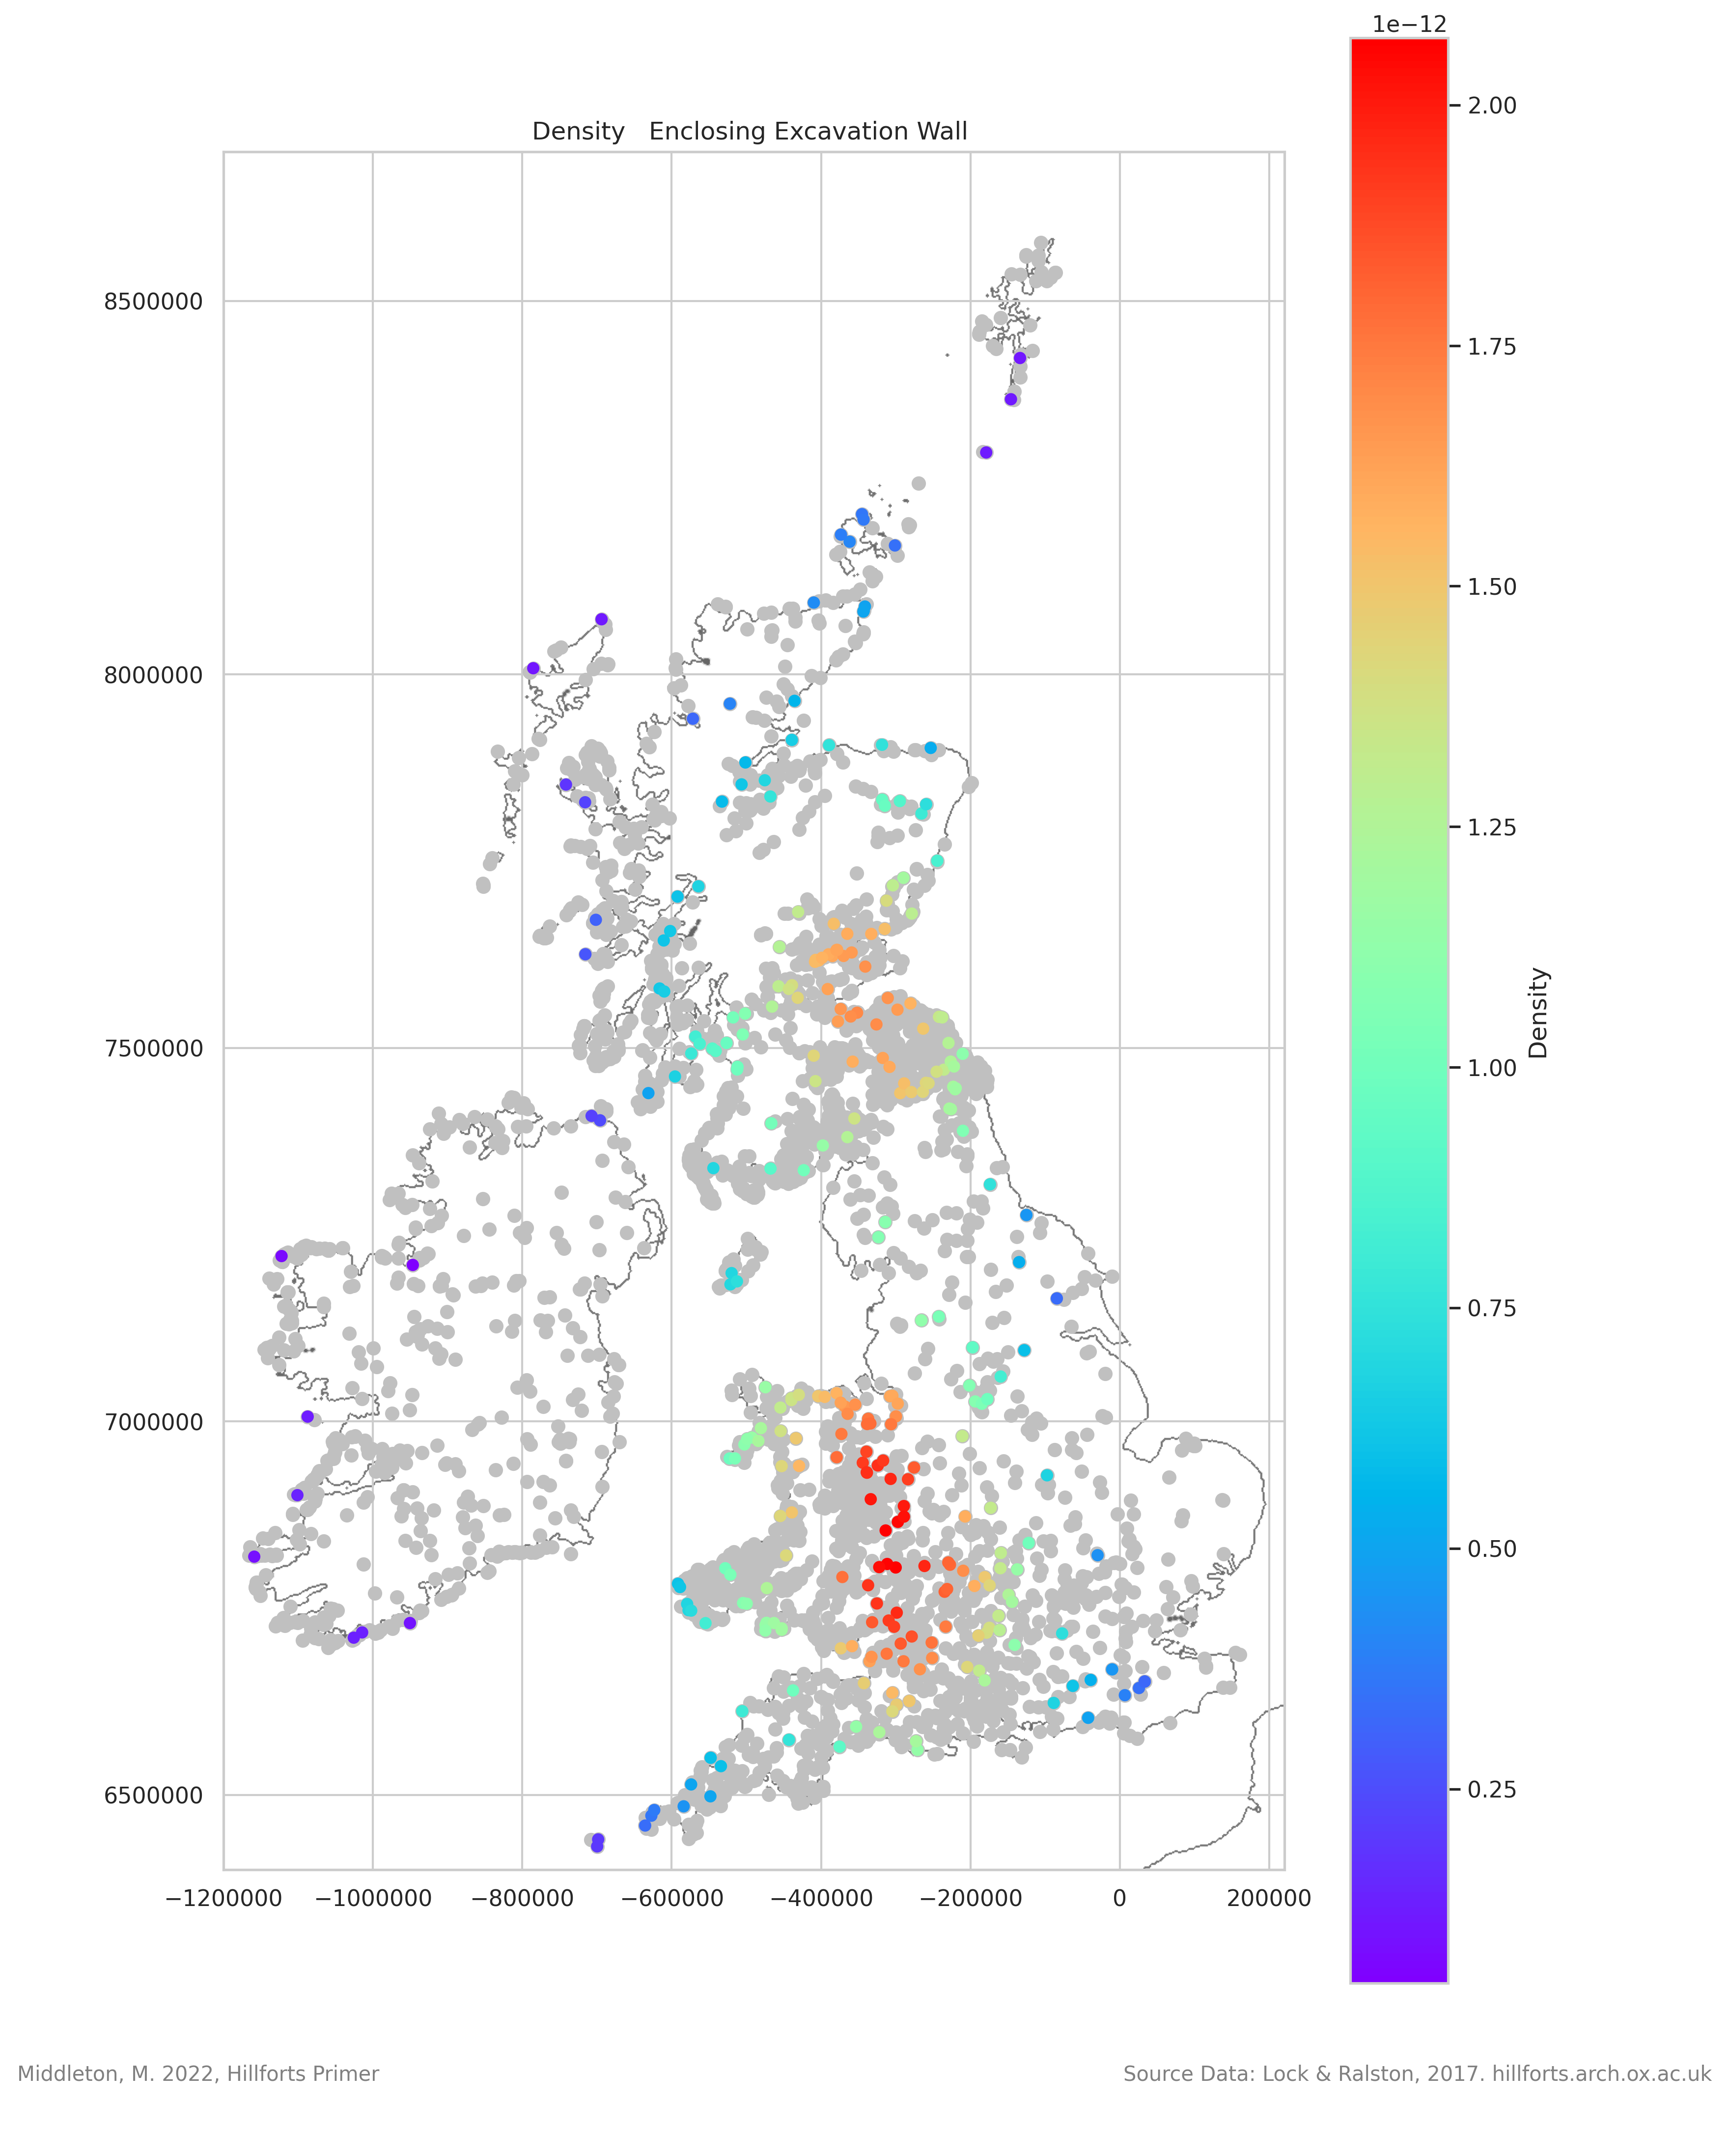 1e−12
Density   Enclosing Excavation Wall
8500000
8000000
7500000
7000000
6500000
−1200000 −1000000 −800000 −600000 −400000 −200000 0 200000
2.00
1.75
1.50
1.25
1.00
0.75
0.50
0.25
Density
Middleton, M. 2022, Hillforts Primer
Source Data: Lock & Ralston, 2017. hillforts.arch.ox.ac.uk